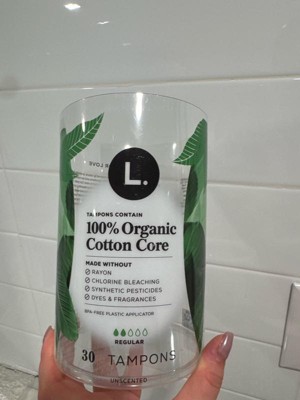 L.
TAMPONS CONTAIN
100% Organic
Cotton Core
MADE WITHOUT
RAYON
CHLORINE BLEACHING
SYNTHETIC PESTICIDES
DYES & FRAGRANCES
BPA-FREE PLASTIC APPLICATOR
REGULAR
30 TAMPONS
UNSCENTED